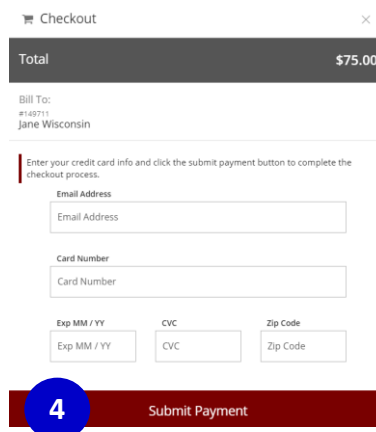 Checkout ×
Total $75.00
Bill To:
#149711
Jane Wisconsin
Enter your credit card info and click the submit payment button to complete the
checkout process.
Email Address
Email Address
Card Number
Card Number
Exp MM / YY CVC Zip Code
Exp MM / YY CVC Zip Code
4 Submit Payment